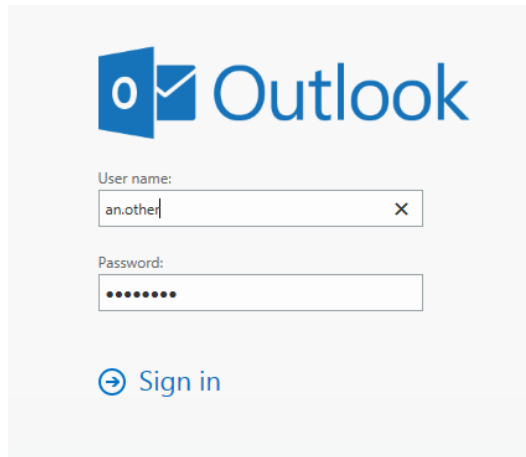 Outlook
User name:
an.other
Password:
••••••••
Sign in